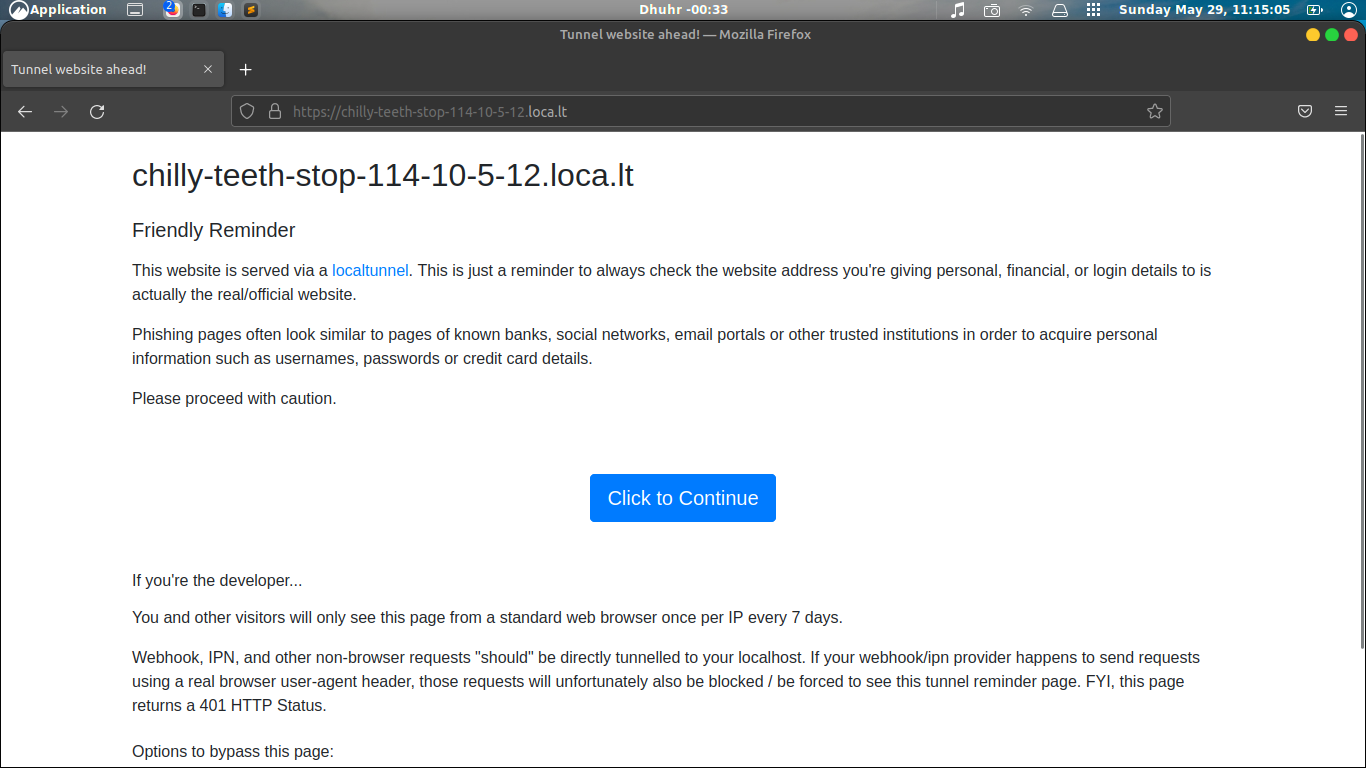 Application
2
Dhuhr -00:33
Sunday May 29, 11:15:05
Tunnel website ahead! — Mozilla Firefox
Tunnel website ahead!
https://chilly-teeth-stop-114-10-5-12.loca.lt
chilly-teeth-stop-114-10-5-12.loca.lt
Friendly Reminder
This website is served via a localtunnel. This is just a reminder to always check the website address you're giving personal, financial, or login details to is
actually the real/official website.
Phishing pages often look similar to pages of known banks, social networks, email portals or other trusted institutions in order to acquire personal
information such as usernames, passwords or credit card details.
Please proceed with caution.
Click to Continue
If you're the developer...
You and other visitors will only see this page from a standard web browser once per IP every 7 days.
Webhook, IPN, and other non-browser requests "should" be directly tunnelled to your localhost. If your webhook/ipn provider happens to send requests
using a real browser user-agent header, those requests will unfortunately also be blocked / be forced to see this tunnel reminder page. FYI, this page
returns a 401 HTTP Status.
Options to bypass this page: